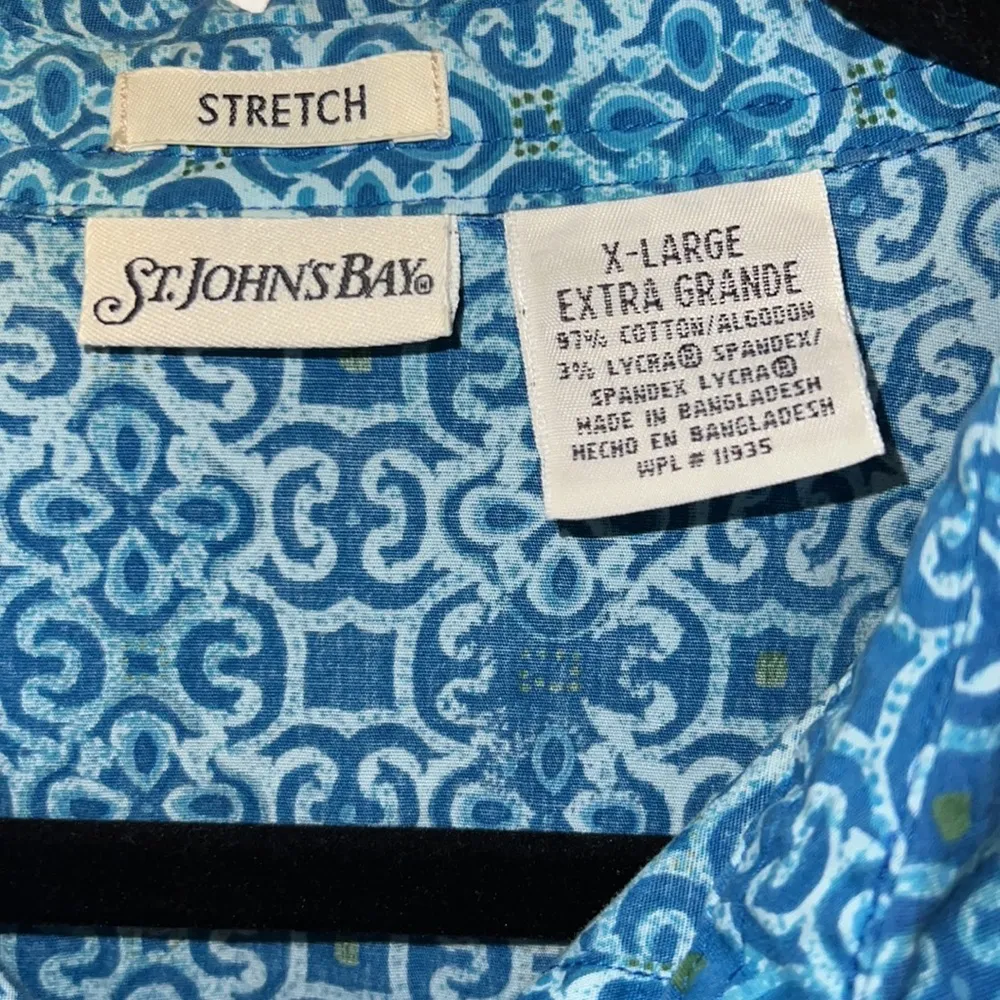 STRETCH
ST. JOHN'S BAY®
X-LARGE
EXTRA GRANDE
97% COTTON/ALGODON
3% LYCRA® SPANDEX/
SPANDEX LYCRA®
MADE IN BANGLADESH
HECHO EN BANGLADESH
WPL # 11935